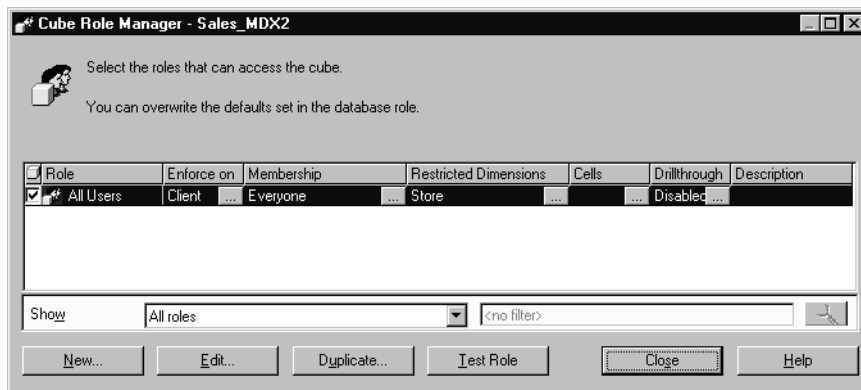 Cube Role Manager - Sales_MDX2
Select the roles that can access the cube.
You can overwrite the defaults set in the database role.
Role Enforce on Membership Restricted Dimensions Cells Drillthrough Description
All Users Client ... Everyone ... Store ... ... Disabled ...
Show All roles <no filter>
New... Edit... Duplicate... Test Role Close Help